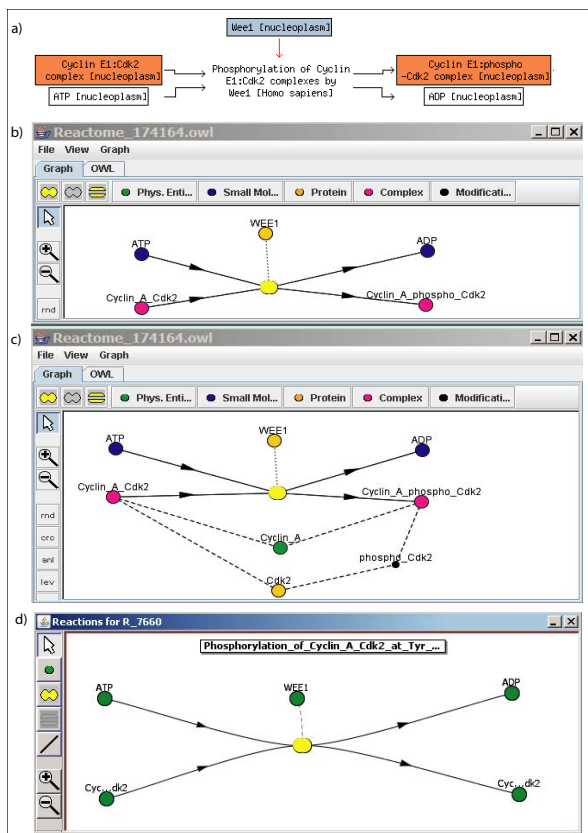 a)
Wee1 [nucleoplasm]
Cyclin E1:Cdk2
complex [nucleoplasm]
ATP [nucleoplasm]
Phosphorylation of Cyclin
E1:Cdk2 complexes by
Wee1 [Homo sapiens]
Cyclin E1:phospho
-Cdk2 complex [nucleoplasm]
ADP [nucleoplasm]
b)
Reactome_174164.owl
File View Graph
Graph OWL
Phys. Enti... Small Mol... Protein Complex Modificati...
rnd
ATP
WEE1
ADP
Cyclin_A_Cdk2
Cyclin_A_phospho_Cdk2
c)
Reactome_174164.owl
File View Graph
Graph OWL
Phys. Enti... Small Mol... Protein Complex Modificati...
rnd
crc
anl
lev
ATP
WEE1
ADP
Cyclin_A_Cdk2
Cyclin_A_phospho_Cdk2
Cyclin_A
phospho_Cdk2
Cdk2
d)
Reactions for R_7660
Phosphorylation_of_Cyclin_A_Cdk2_at_Tyr_...
ATP
WEE1
ADP
Cyc...dk2
Cyc...dk2